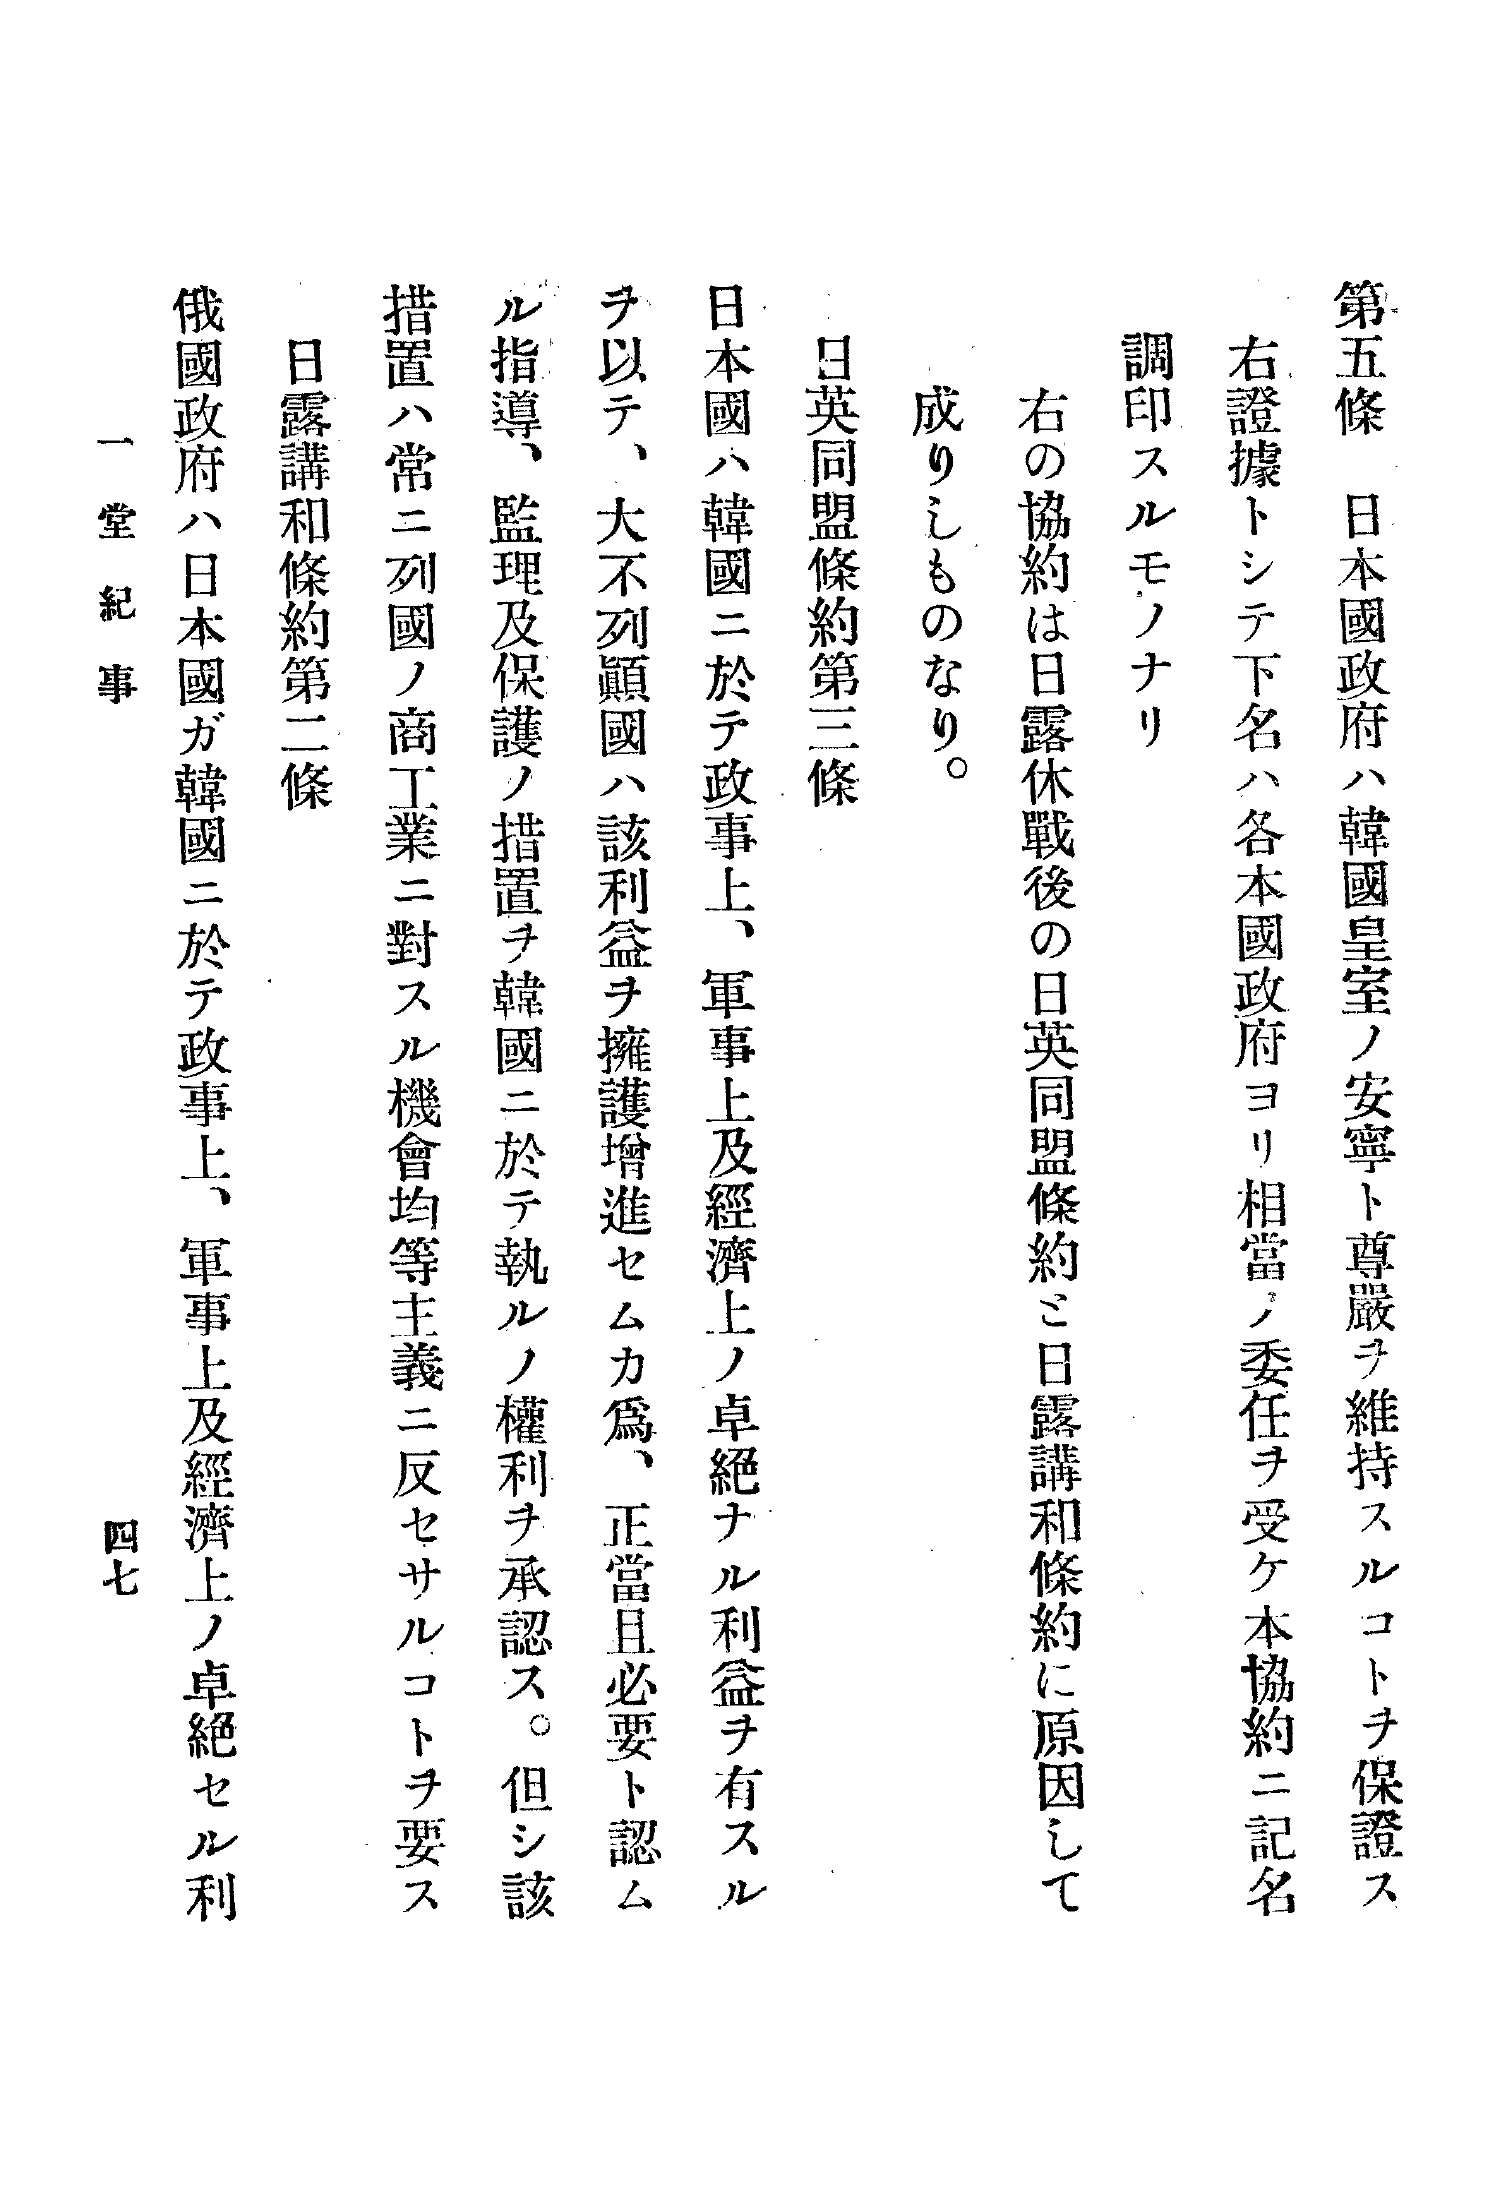 第五條　日本國政府ハ韓國皇室ノ安寧ト尊嚴ヲ維持スルコトヲ保證ス
右證據トシテ下名ハ各本國政府ヨリ相當ノ委任ヲ受ケ本協約ニ記名
調印スルモノナリ
右の協約は日露休戰後の日英同盟條約と日露講和條約に原因して
成りしものなり。
日英同盟條約第三條
日本國ハ韓國ニ於テ政事上、軍事上及經濟上ノ卓絕ナル利益ヲ有スル
ヲ以テ、大不列顚國ハ該利益ヲ擁護增進セムカ爲、正當且必要ト認ム
ル指導、監理及保護ノ措置ヲ韓國ニ於テ執ルノ權利ヲ承認ス。但シ該
措置ハ常ニ列國ノ商工業ニ對スル機會均等主義ニ反セサルコトヲ要ス
日露講和條約第二條
俄國政府ハ日本國ガ韓國ニ於テ政事上、軍事上及經濟上ノ卓絕セル利
一堂紀事　四七